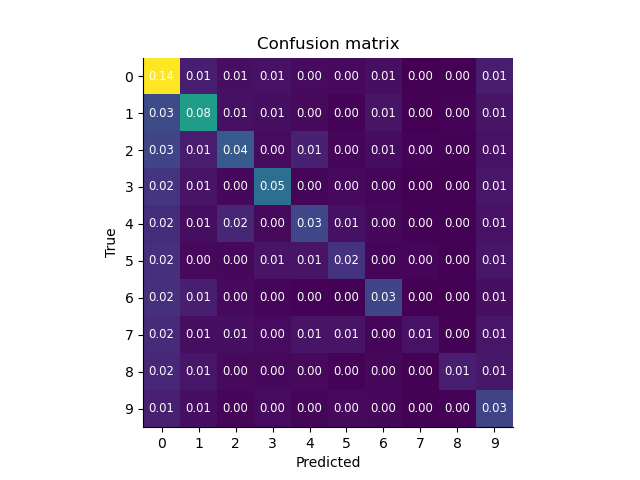 Confusion matrix
0 0.14 0.01 0.01 0.01 0.00 0.00 0.01 0.00 0.00 0.01
1 0.03 0.08 0.01 0.01 0.00 0.00 0.01 0.00 0.00 0.01
2 0.03 0.01 0.04 0.00 0.01 0.00 0.01 0.00 0.00 0.01
3 0.02 0.01 0.00 0.05 0.00 0.00 0.00 0.00 0.00 0.01
4 0.02 0.01 0.02 0.00 0.03 0.01 0.00 0.00 0.00 0.01
True
5 0.02 0.00 0.00 0.01 0.01 0.02 0.00 0.00 0.00 0.01
6 0.02 0.01 0.00 0.00 0.00 0.00 0.03 0.00 0.00 0.01
7 0.02 0.01 0.01 0.00 0.01 0.01 0.00 0.01 0.00 0.01
8 0.02 0.01 0.00 0.00 0.00 0.00 0.00 0.00 0.01 0.01
9 0.01 0.01 0.00 0.00 0.00 0.00 0.00 0.00 0.00 0.03
0 1 2 3 4 5 6 7 8 9
Predicted